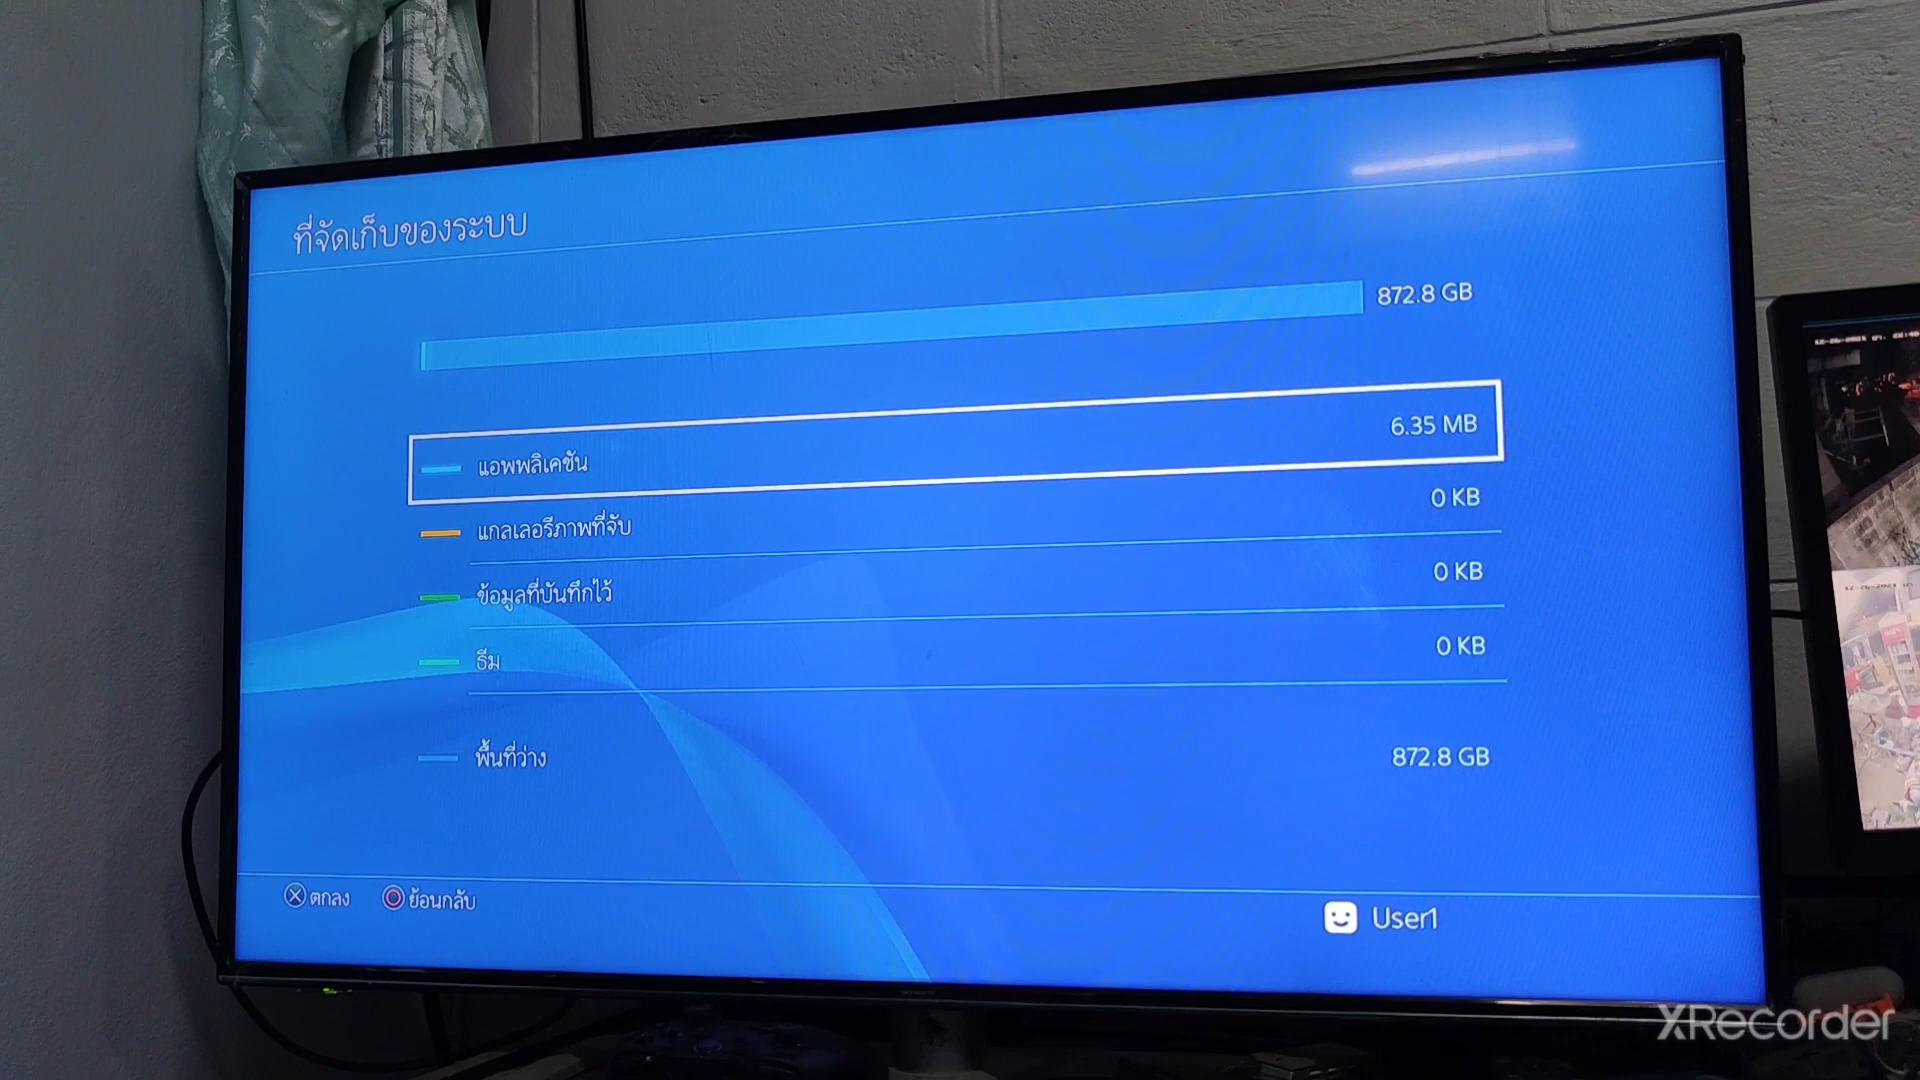 ที่จัดเก็บของระบบ
872.8 GB
แอพพลิเคชัน 6.35 MB
แกลเลอรีภาพที่จับ 0 KB
ข้อมูลที่บันทึกไว้ 0 KB
ธีม 0 KB
พื้นที่ว่าง 872.8 GB
ตกลง ย้อนกลับ
User1
XRecorder